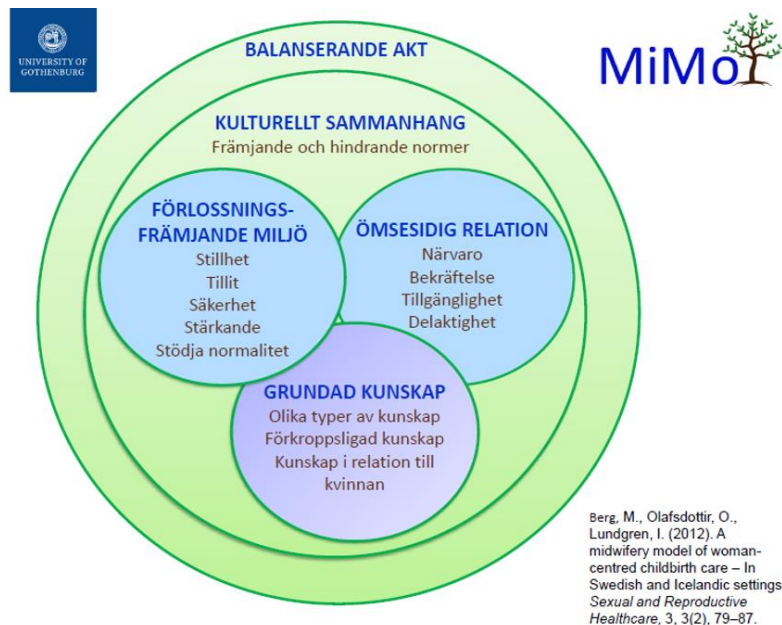 UNIVERSITY OF
GOTHENBURG
BALANSERANDE AKT
MiMo
KULTURELLT SAMMANHANG
Främjande och hindrande normer
FÖRLOSSNINGS-
FRÄMJANDE MILJÖ
Stillhet
Tillit
Säkerhet
Stärkande
Stödja normalitet
ÖMSESIDIG RELATION
Närvaro
Bekräftelse
Tillgänglighet
Delaktighet
GRUNDAD KUNSKAP
Olika typer av kunskap
Förkroppsligad kunskap
Kunskap i relation till
kvinnan
Berg, M., Olafsdottir, O.,
Lundgren, I. (2012). A
midwifery model of woman-
centred childbirth care – In
Swedish and Icelandic settings
Sexual and Reproductive
Healthcare, 3, 3(2), 79–87.